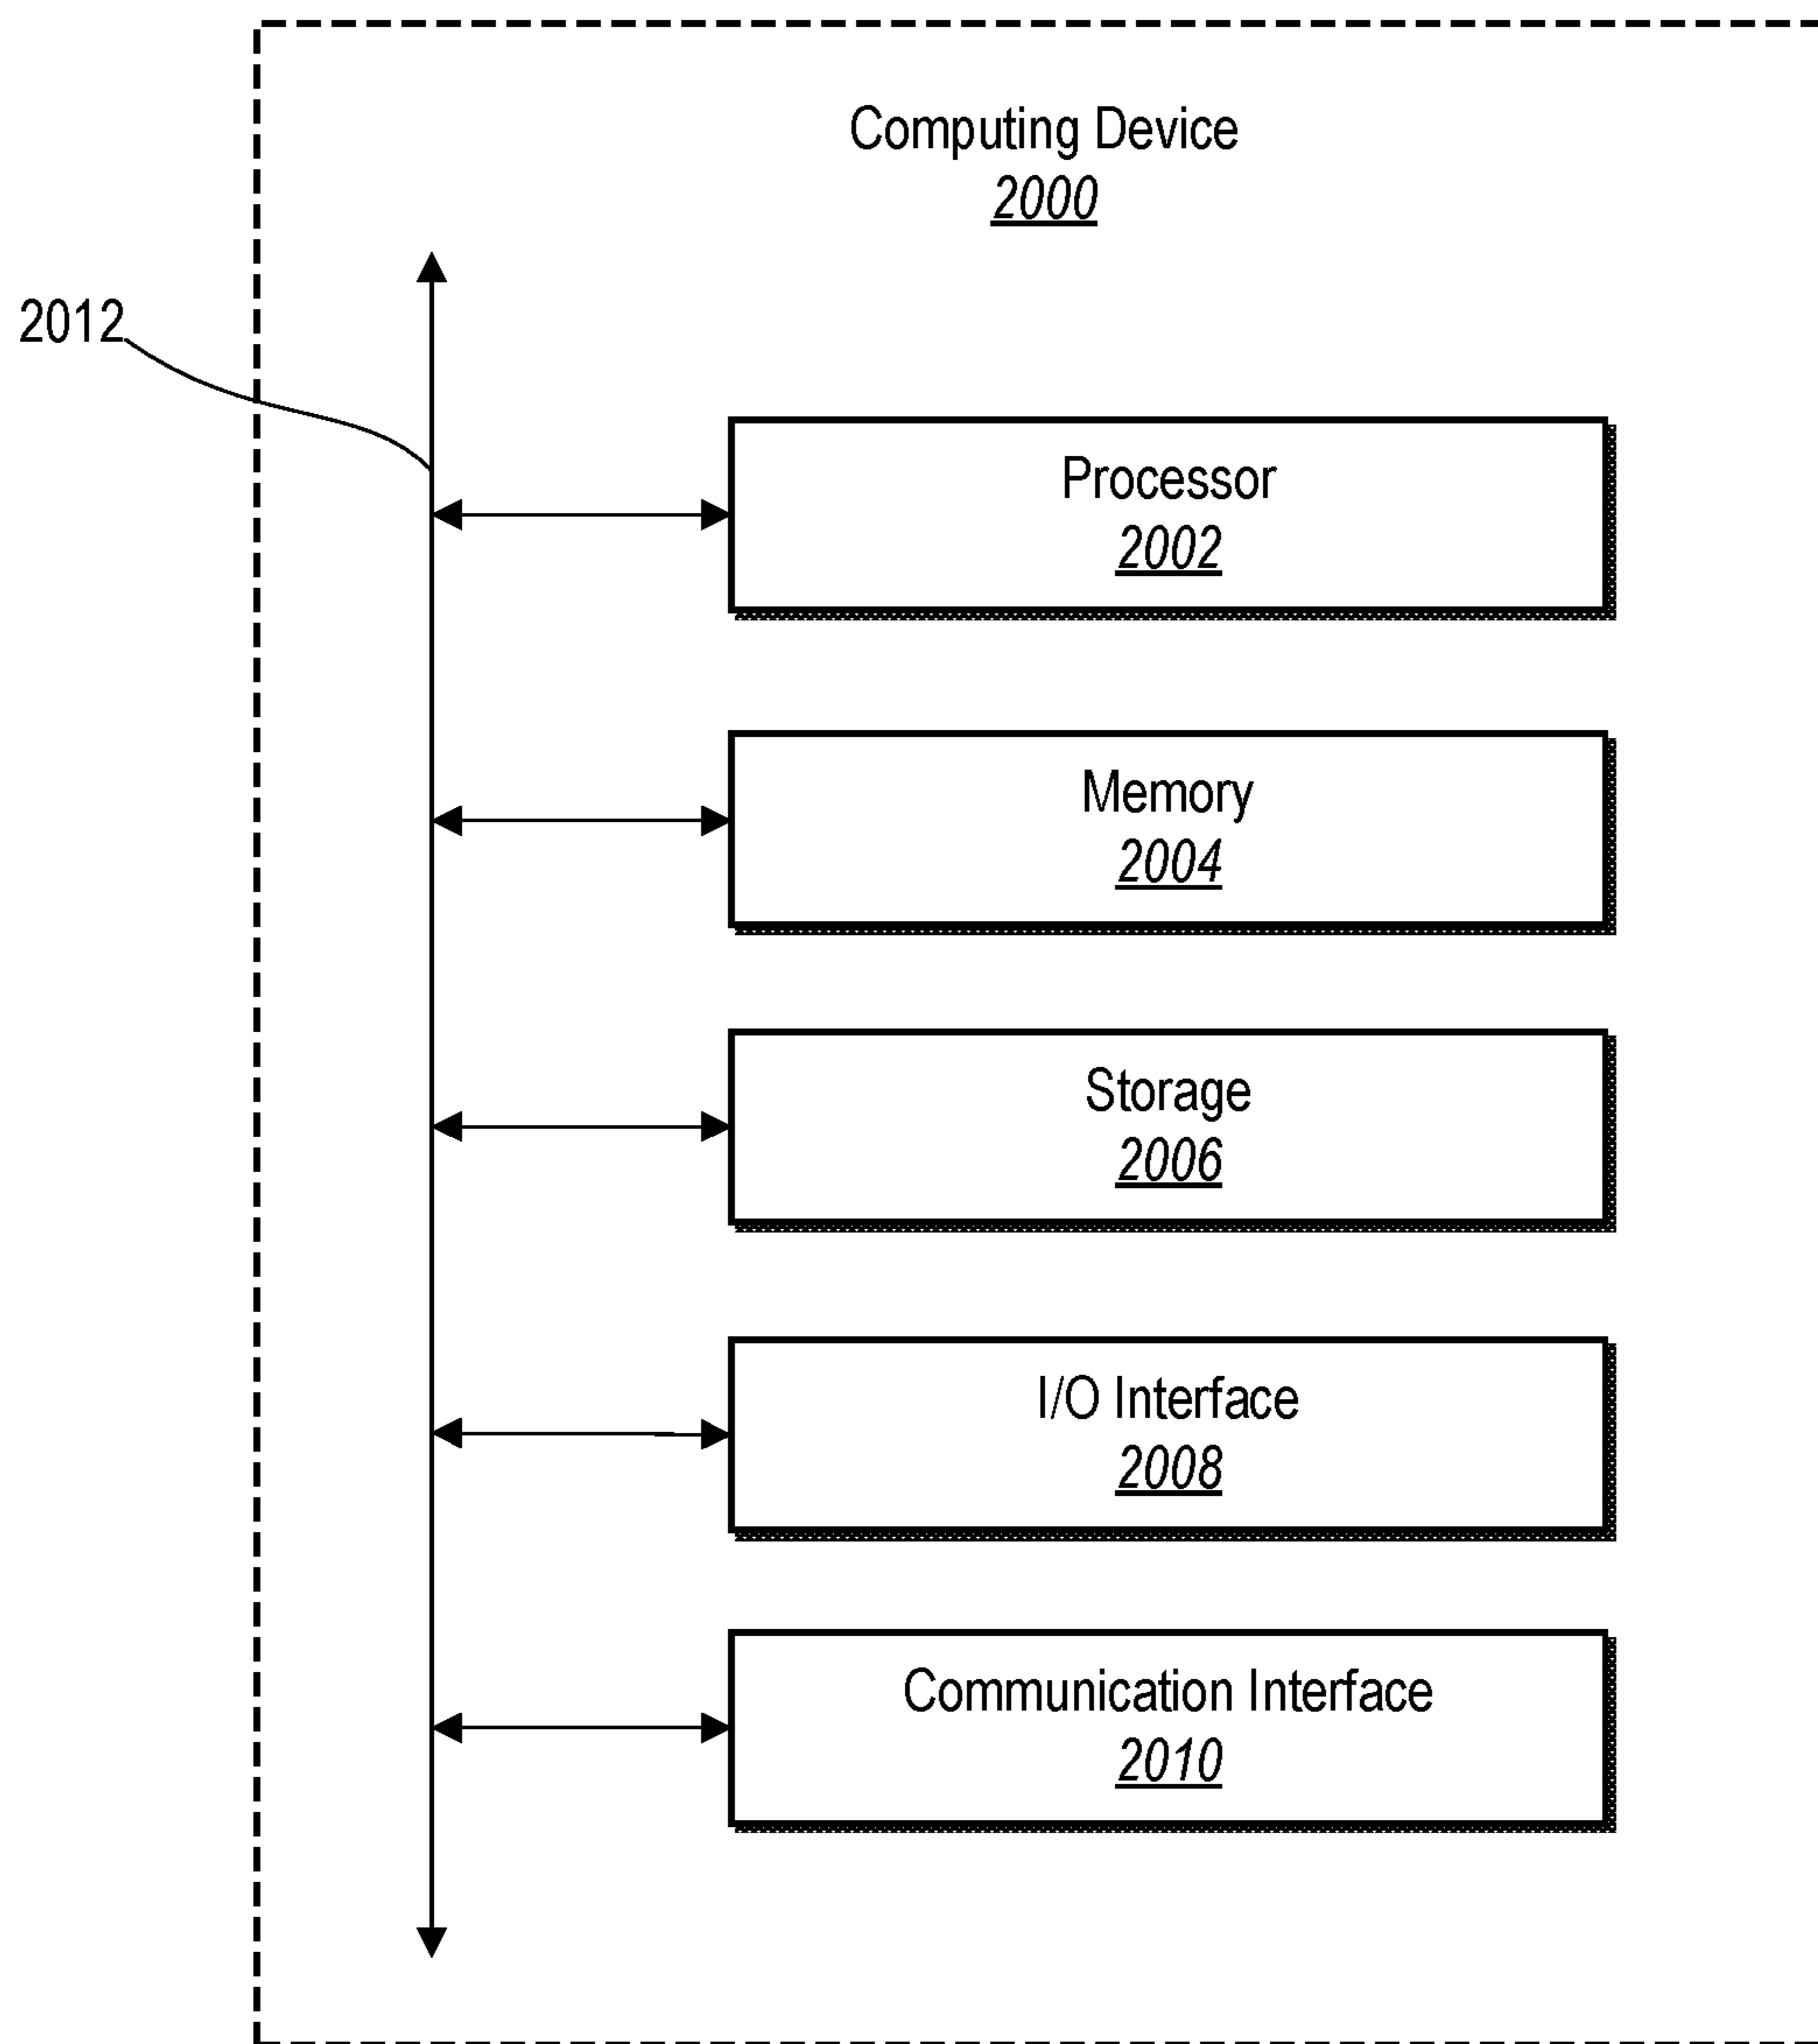 Computing Device
2000
2012
Processor
2002
Memory
2004
Storage
2006
I/O Interface
2008
Communication Interface
2010